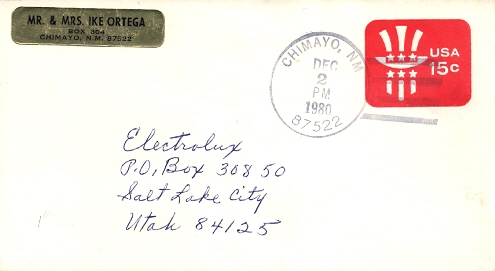 MR. & MRS. IKE ORTEGA
BOX 304
CHIMAYO, N.M. 87522
CHIMAYO, NM
DEC
2
PM
1980
87522
USA
15c
Electrolux
P.O, Box 30850
Salt Lake City
Utah 84125